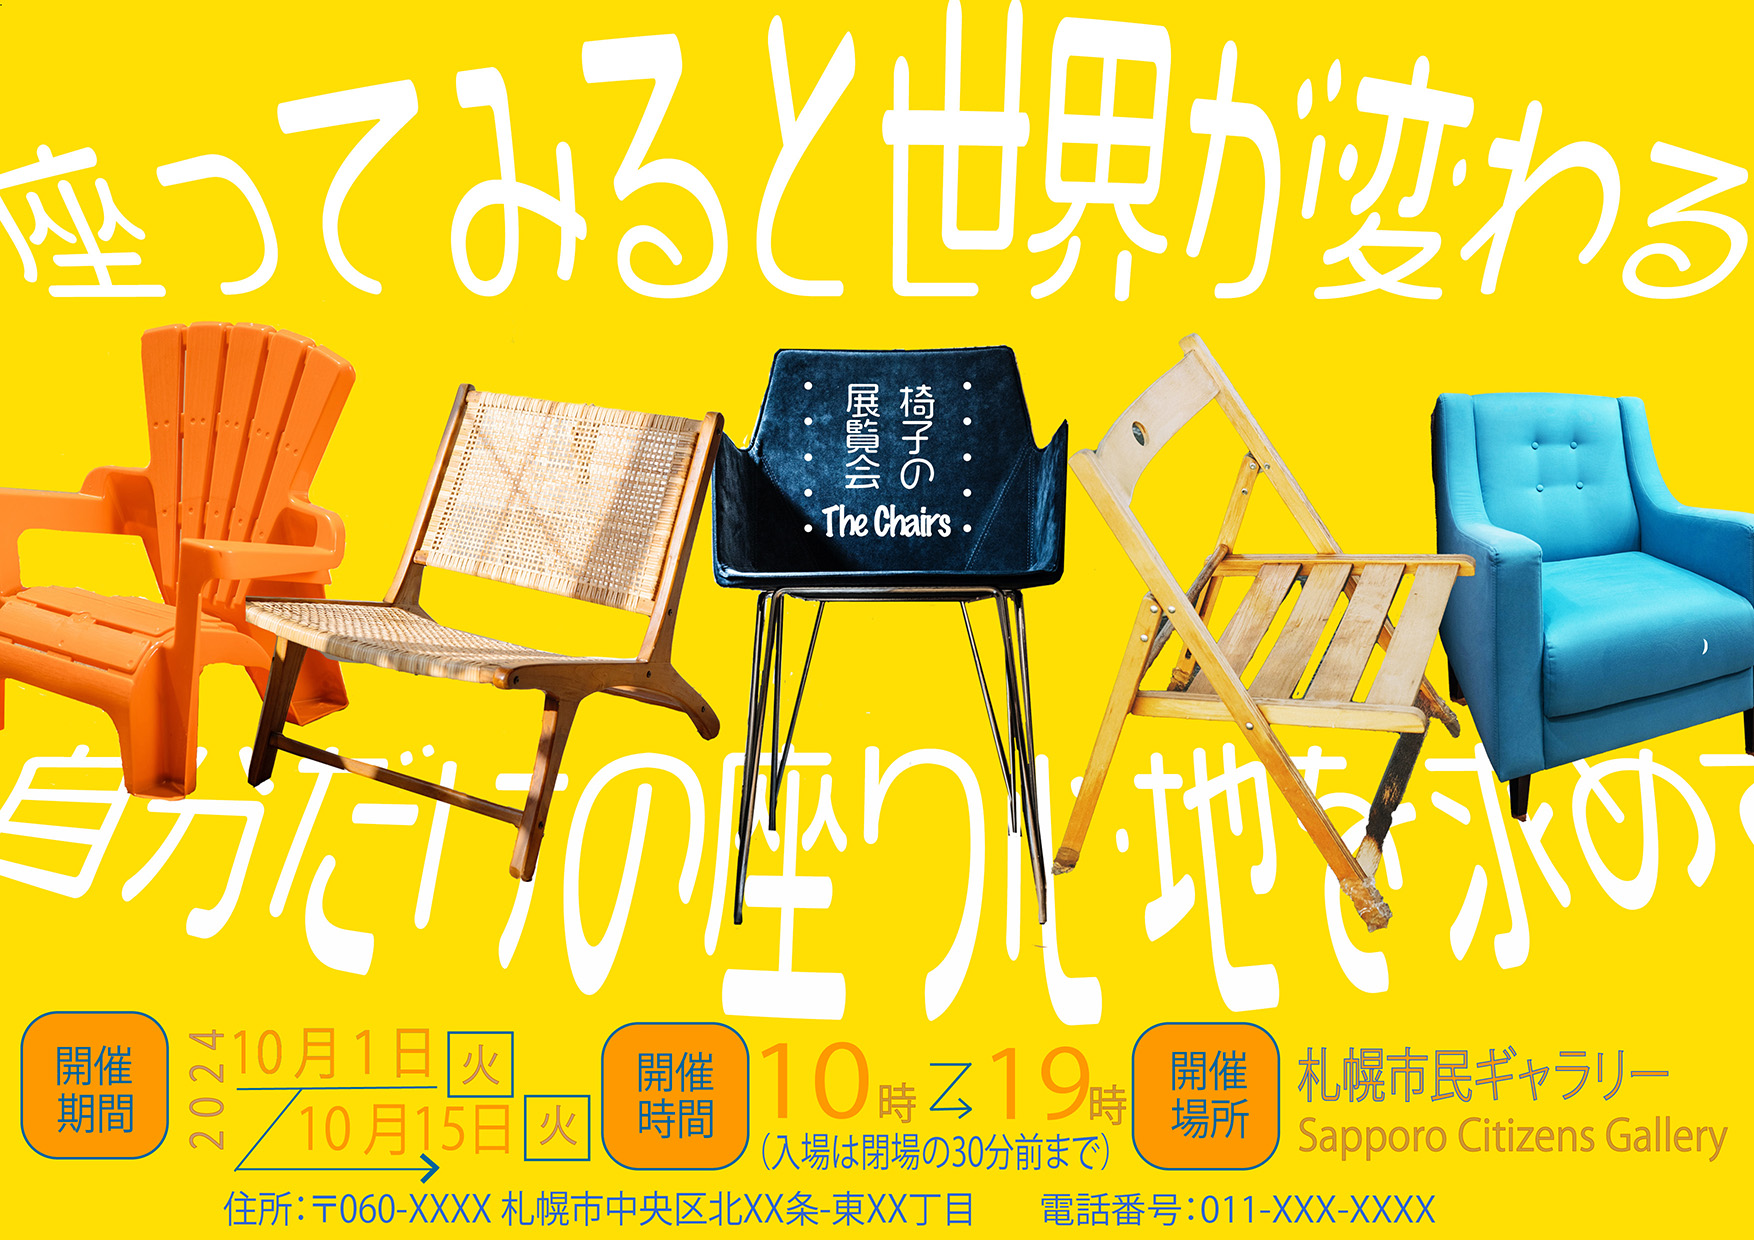 座ってみると世界が変わる
椅子の
展覧会
The Chairs
自分だけの座り心地を求めて
開催
期間
2024
10月1日 火
10月15日 火
開催
時間
10時 19時
(入場は閉場の30分前まで)
開催
場所
札幌市民ギャラリー
Sapporo Citizens Gallery
住所:〒060-XXXX 札幌市中央区北XX条-東XX丁目
電話番号:011-XXX-XXXX